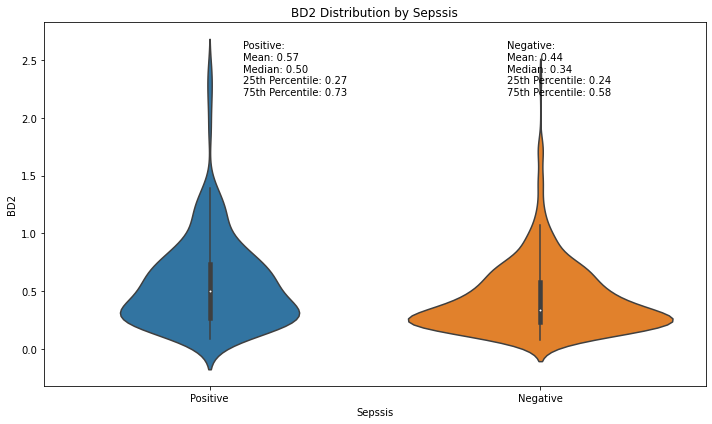 BD2 Distribution by Sepssis
Positive:
Mean: 0.57
Median: 0.50
25th Percentile: 0.27
75th Percentile: 0.73
Negative:
Mean: 0.44
Median: 0.34
25th Percentile: 0.24
75th Percentile: 0.58
BD2
2.5
2.0
1.5
1.0
0.5
0.0
Positive
Negative
Sepssis